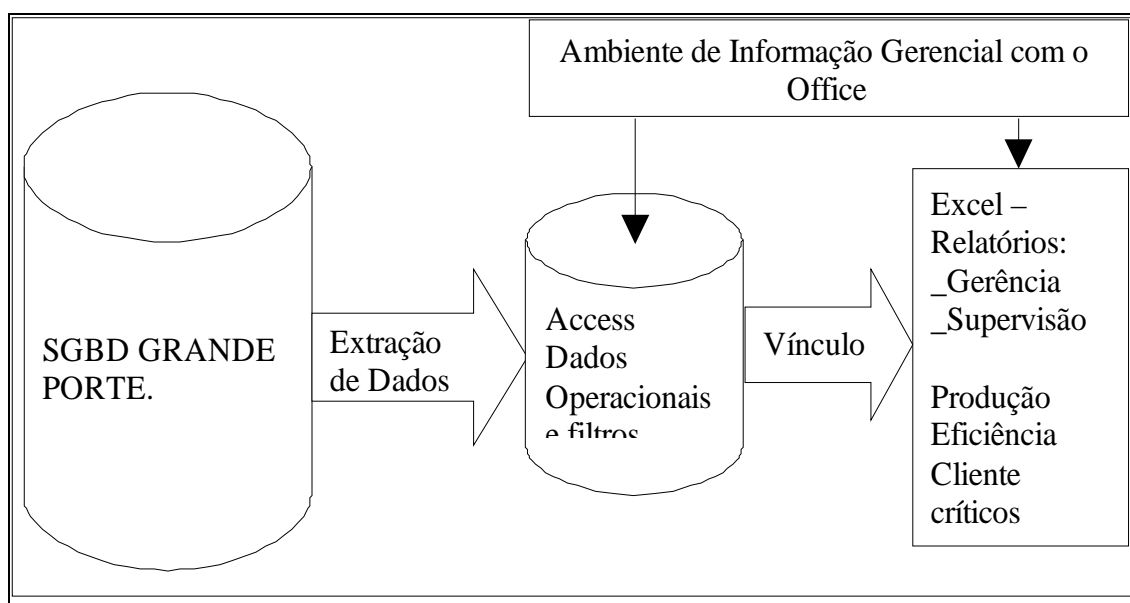 Ambiente de Informação Gerencial com o
Office
SGBD GRANDE
PORTE.
Extração
de Dados
Access
Dados
Operacionais
e filtros
Vínculo
Excel –
Relatórios:
_Gerência
_Supervisão
Produção
Eficiência
Cliente
críticos